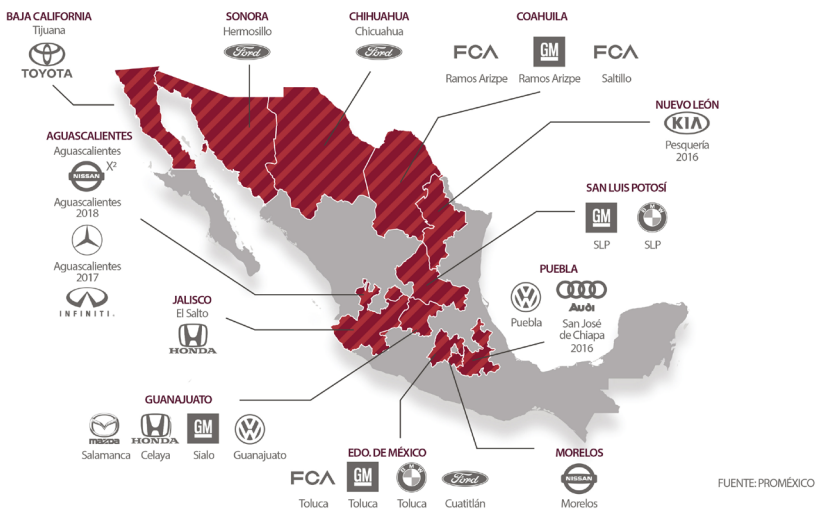 BAJA CALIFORNIA
Tijuana
TOYOTA
SONORA
Hermosillo
Ford
CHIHUAHUA
Chicuahua
Ford
COAHUILA
FCA
GM
FCA
Ramos Arizpe
Ramos Arizpe
Saltillo
NUEVO LEÓN
KIA
Pesquería
2016
AGUASCALIENTES
Aguascalientes
NISSAN
X²
Aguascalientes
2018
Aguascalientes
2017
INFINITI.
SAN LUIS POTOSÍ
GM
BMW
SLP
SLP
PUEBLA
Audi
Puebla
San José
de Chiapa
2016
JALISCO
El Salto
HONDA
GUANAJUATO
mazda
HONDA
GM
Salamanca
Celaya
Sialo
Guanajuato
EDO. DE MÉXICO
FCA
GM
BMW
Ford
Toluca
Toluca
Toluca
Cuatitlán
MORELOS
NISSAN
Morelos
FUENTE: PROMÉXICO